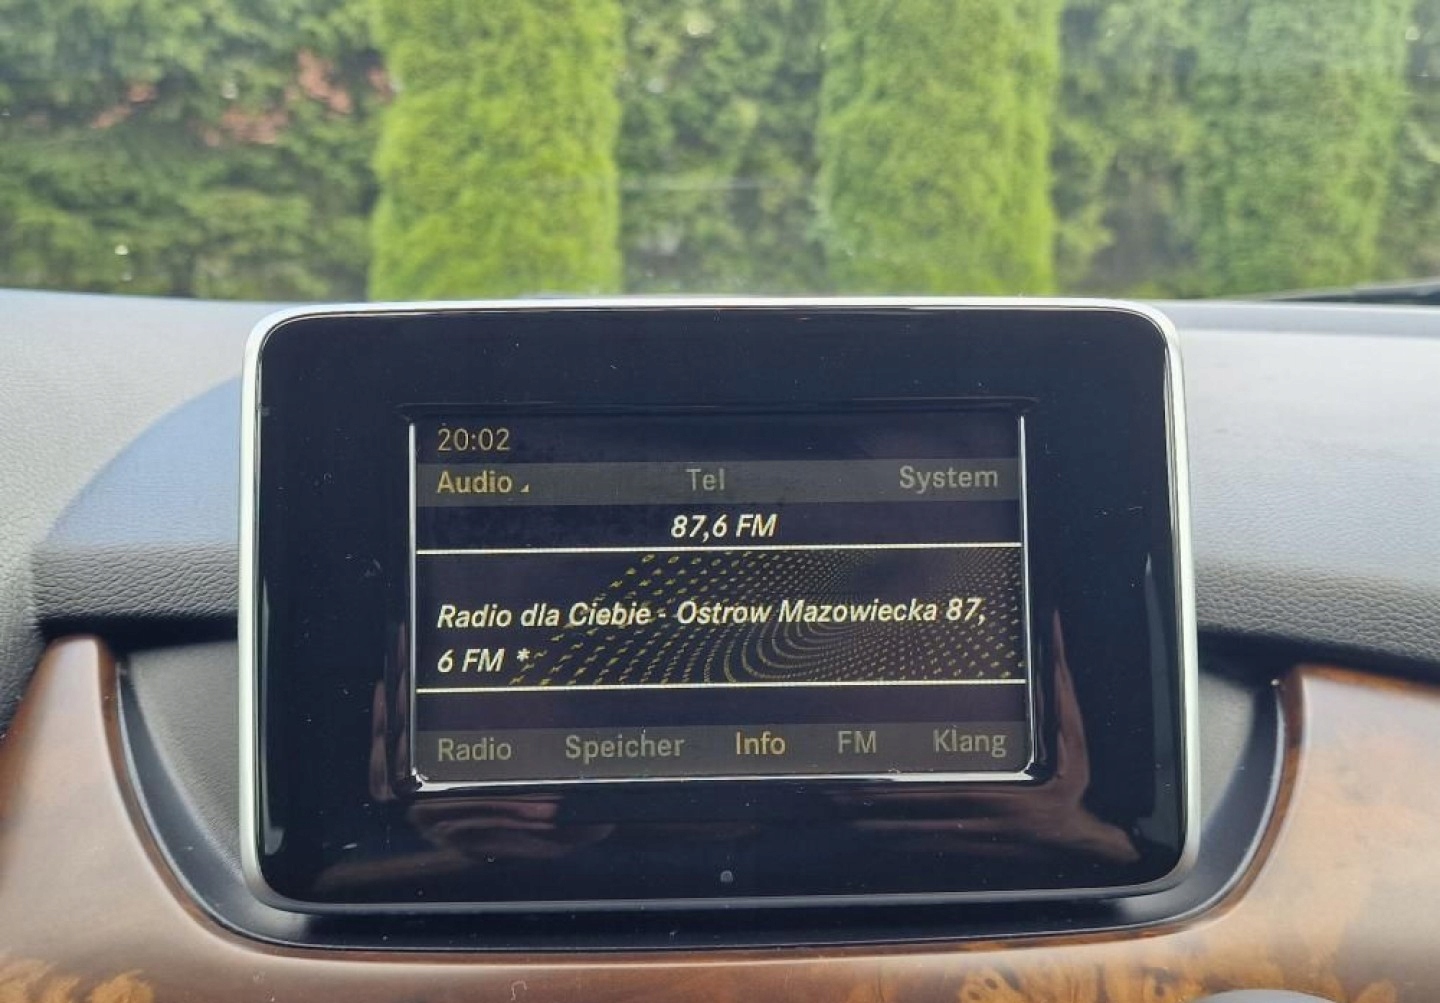 20:02
Audio Tel System
87,6 FM
Radio dla Ciebie - Ostrow Mazowiecka 87,
6 FM *
Radio Speicher Info FM Klang